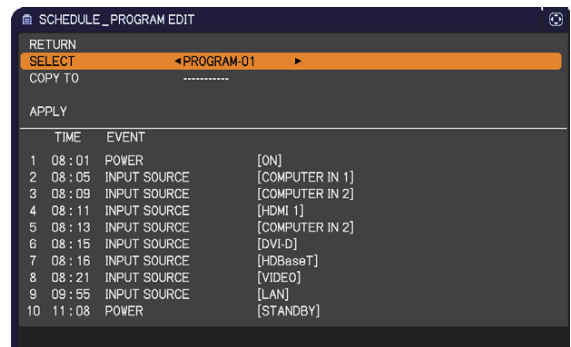 SCHEDULE_PROGRAM EDIT
RETURN
SELECT ◄PROGRAM-01 ►
COPY TO -----------
APPLY
TIME EVENT
1 08:01 POWER [ON]
2 08:05 INPUT SOURCE [COMPUTER IN 1]
3 08:09 INPUT SOURCE [COMPUTER IN 2]
4 08:11 INPUT SOURCE [HDMI 1]
5 08:13 INPUT SOURCE [COMPUTER IN 2]
6 08:15 INPUT SOURCE [DVI-D]
7 08:16 INPUT SOURCE [HDBaseT]
8 08:21 INPUT SOURCE [VIDEO]
9 09:55 INPUT SOURCE [LAN]
10 11:08 POWER [STANDBY]